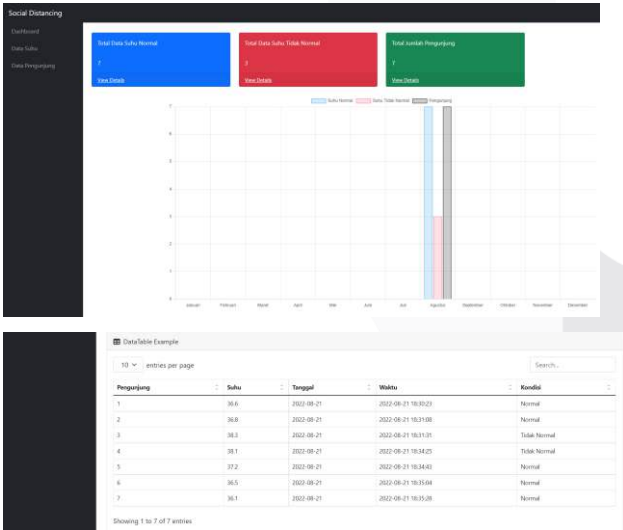 Social Distancing
Dashboard
Data Suhu
Data Pengunjung
Total Data Suhu Normal
7
View Details
Total Data Suhu Tidak Normal
3
View Details
Total Jumlah Pengunjung
7
View Details
Suhu Normal Suhu Tidak Normal Pengunjung
7
6
5
4
3
2
1
0
Januari Februari Maret April Mei Juni Juli Agustus September Oktober November Desember
DataTable Example
10 entries per page
Search...
Pengunjung Suhu Tanggal Waktu Kondisi
1 36.6 2022-08-21 2022-08-21 18:30:23 Normal
2 36.8 2022-08-21 2022-08-21 18:31:08 Normal
3 38.3 2022-08-21 2022-08-21 18:31:31 Tidak Normal
4 38.1 2022-08-21 2022-08-21 18:34:25 Tidak Normal
5 37.2 2022-08-21 2022-08-21 18:34:43 Normal
6 36.5 2022-08-21 2022-08-21 18:35:04 Normal
7 36.1 2022-08-21 2022-08-21 18:35:28 Normal
Showing 1 to 7 of 7 entries